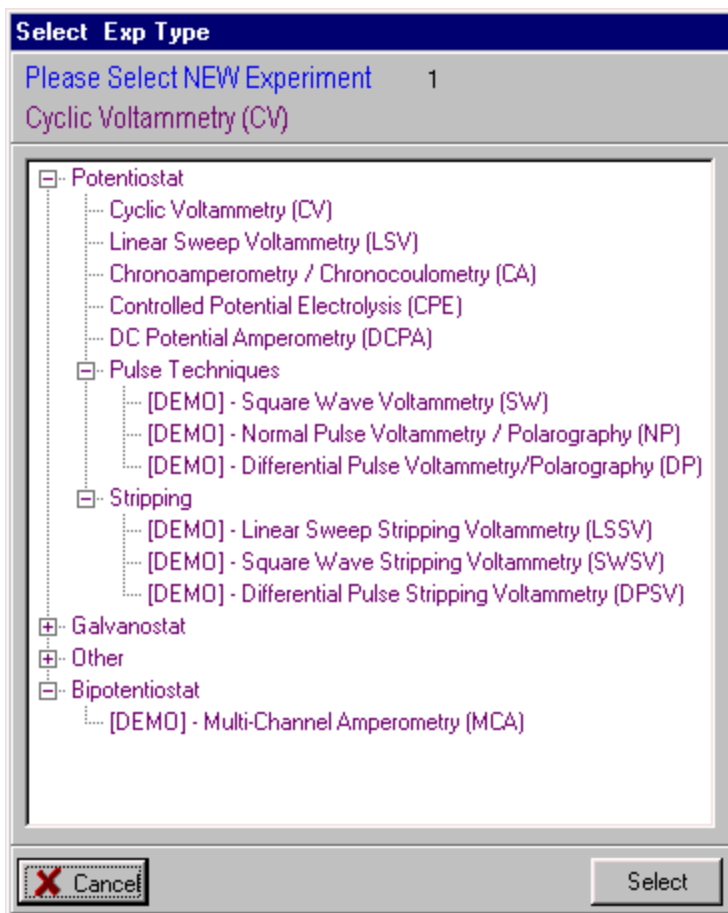 Select Exp Type
Please Select NEW Experiment 1
Cyclic Voltammetry (CV)
Potentiostat
Cyclic Voltammetry (CV)
Linear Sweep Voltammetry (LSV)
Chronoamperometry / Chronocoulometry (CA)
Controlled Potential Electrolysis (CPE)
DC Potential Amperometry (DCPA)
Pulse Techniques
[DEMO] - Square Wave Voltammetry (SW)
[DEMO] - Normal Pulse Voltammetry / Polarography (NP)
[DEMO] - Differential Pulse Voltammetry/Polarography (DP)
Stripping
[DEMO] - Linear Sweep Stripping Voltammetry (LSSV)
[DEMO] - Square Wave Stripping Voltammetry (SWSV)
[DEMO] - Differential Pulse Stripping Voltammetry (DPSV)
Galvanostat
Other
Bipotentiostat
[DEMO] - Multi-Channel Amperometry (MCA)
Cancel Select